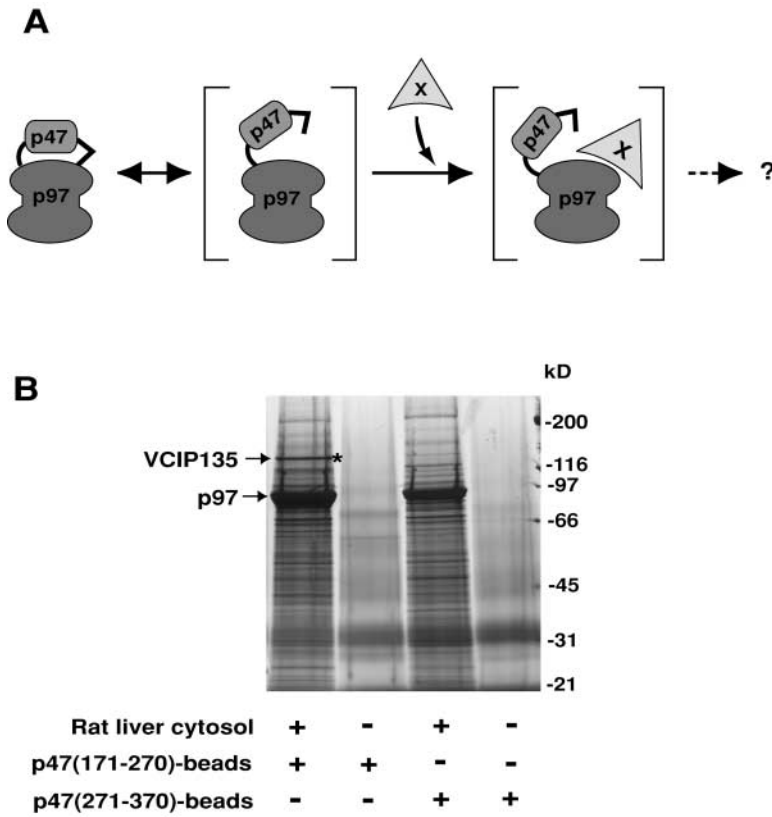 A
p47
p97
p47
p97
x
p47
X
p97
?
B
kD
VCIP135
*
p97
-200
-116
-97
-66
-45
-31
-21
Rat liver cytosol + - + -
p47(171-270)-beads + + - -
p47(271-370)-beads - - + +